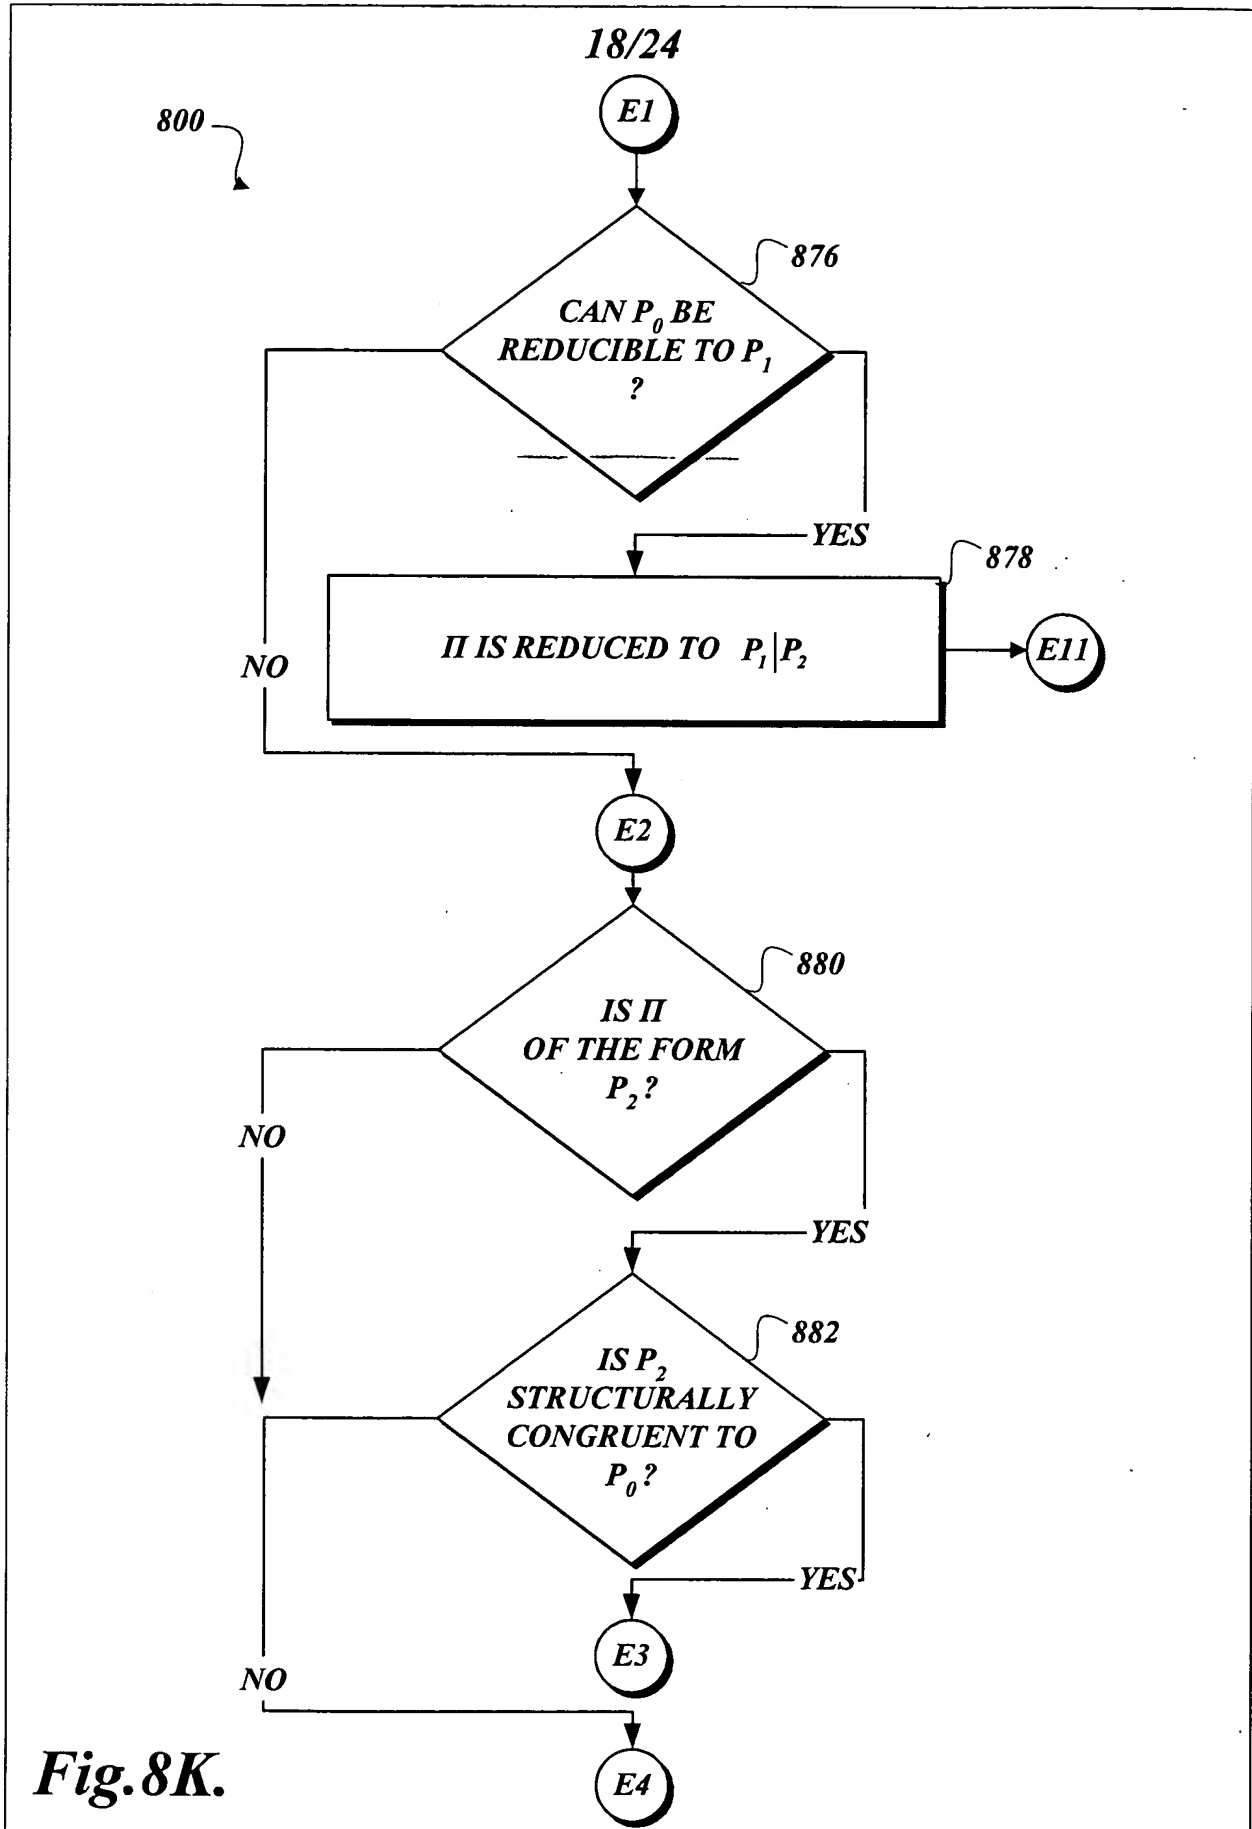 18/24
E1
800
876
CAN P₀ BE
REDUCIBLE TO P₁
?
YES
878
Π IS REDUCED TO P₁|P₂
E11
NO
E2
880
IS Π
OF THE FORM
P₂?
NO
YES
882
IS P₂
STRUCTURALLY
CONGRUENT TO
P₀?
YES
E3
NO
E4
Fig.8K.